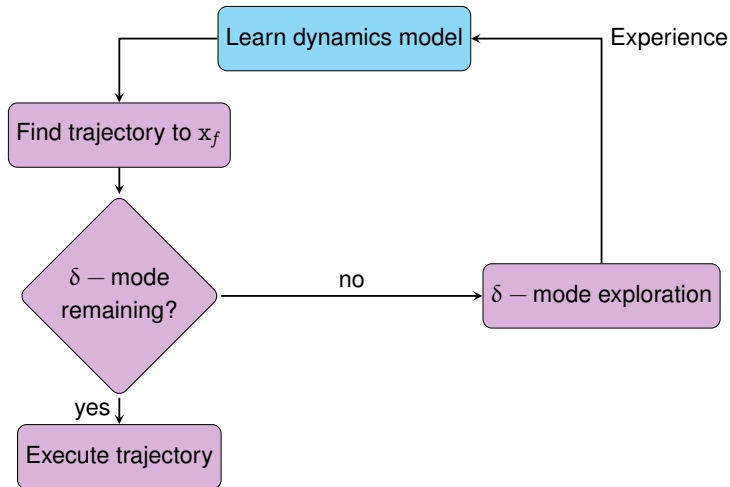 Learn dynamics model
Experience
Find trajectory to x_f
δ − mode
remaining?
no
δ − mode exploration
yes
Execute trajectory